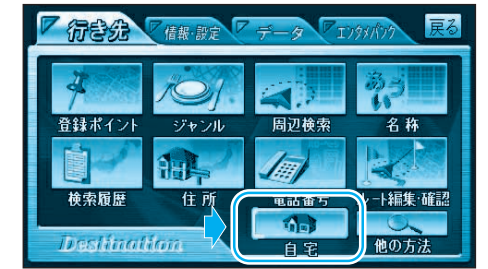 行き先 情報・設定 データ エンタメバンク 戻る
登録ポイント ジャンル 周辺検索 名称
検索履歴 住所 電話番号 ルート編集・確認
Destination 自宅 他の方法